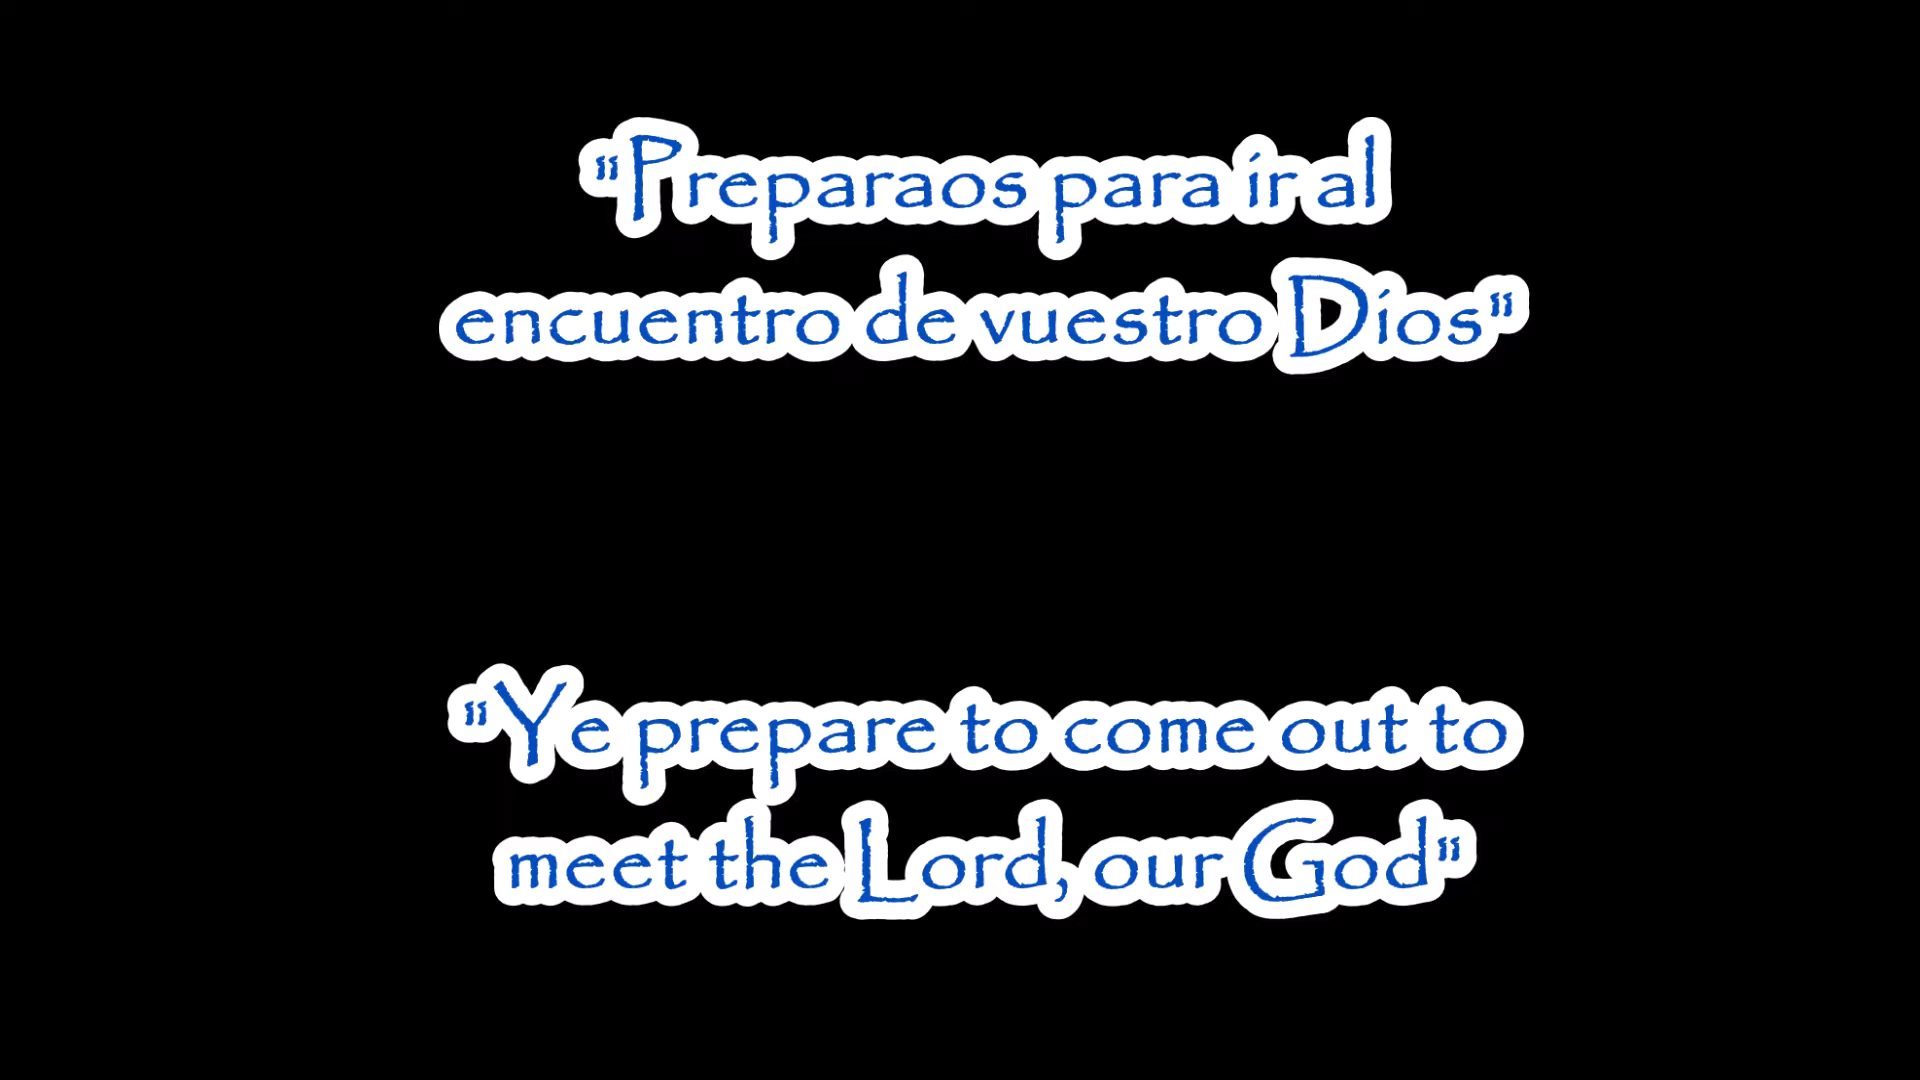 "Preparaos para ir al
encuentro de vuestro Dios"
"Ye prepare to come out to
meet the Lord, our God"